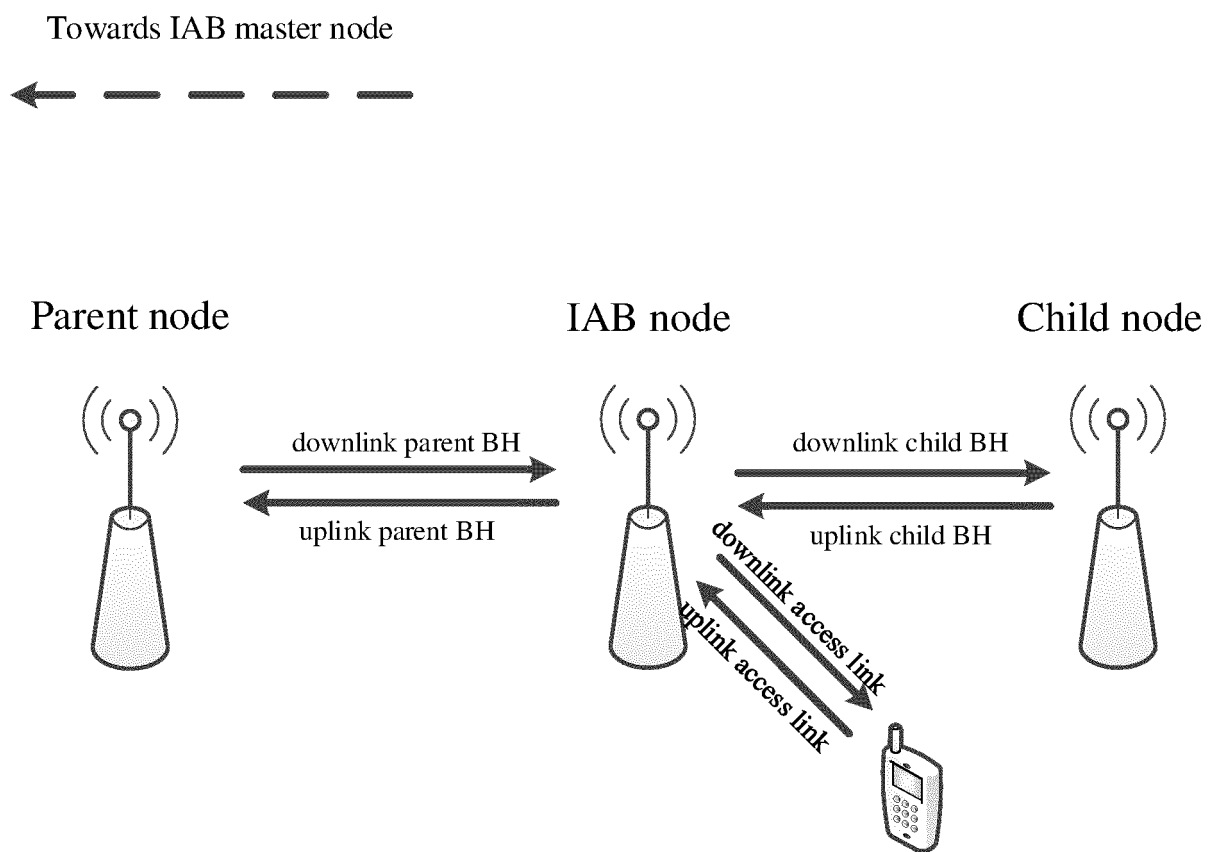 Towards IAB master node
Parent node
IAB node
Child node
downlink parent BH
uplink parent BH
downlink child BH
uplink child BH
downlink access link
uplink access link